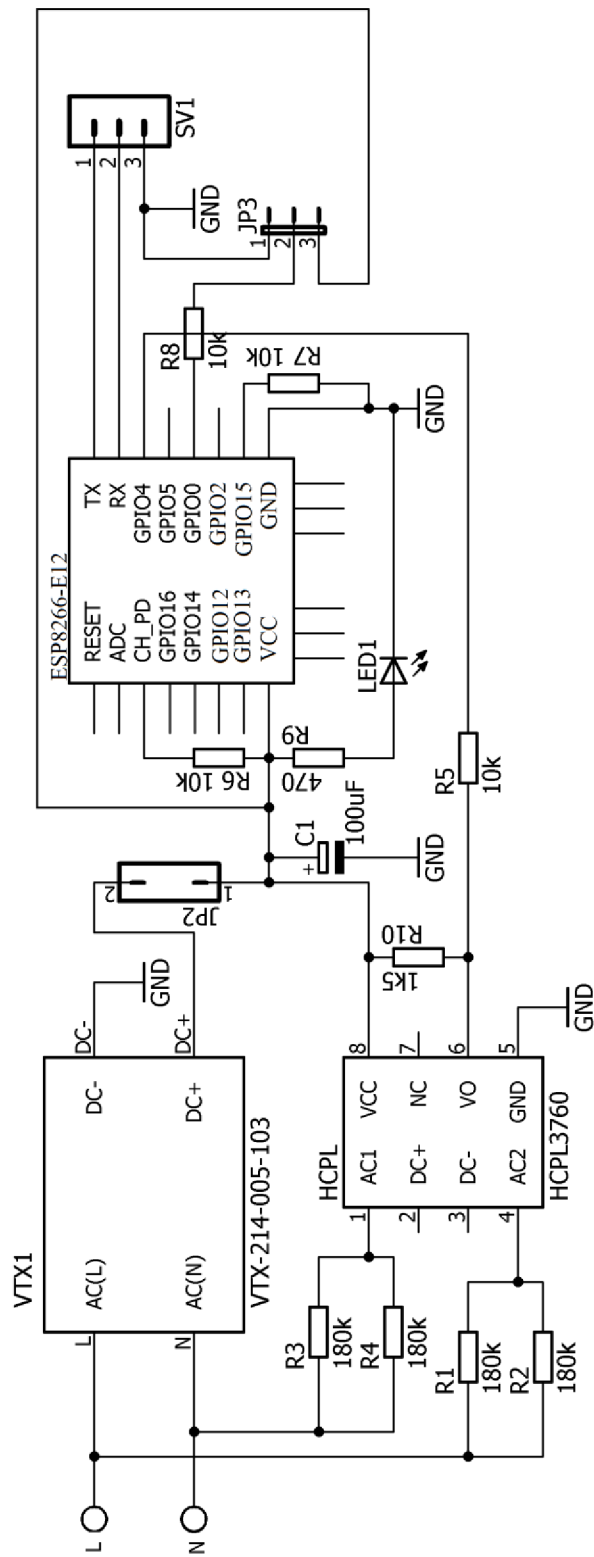 SV1
1
2
3
GND
JP3
1
2
3
R8
10k
R7 10k
GND
ESP8266-E12
TX
RX
GPIO4
GPIO5
GPIO0
GPIO2
GPIO15
GND
RESET
ADC
CH_PD
GPIO16
GPIO14
GPIO12
GPIO13
VCC
LED1
R6 10k
R9
470
R5
10k
C1
+
100uF
GND
2
1
JP2
R10
1k5
GND
DC-
DC+
DC-
DC+
VTX1
AC(L)
AC(N)
VTX-214-005-103
L
N
8
7
6
5
GND
VCC
NC
VO
GND
HCPL
AC1
DC+
DC-
AC2
HCPL3760
1
2
3
4
R3
180k
R4
180k
R1
180k
R2
180k
L
N